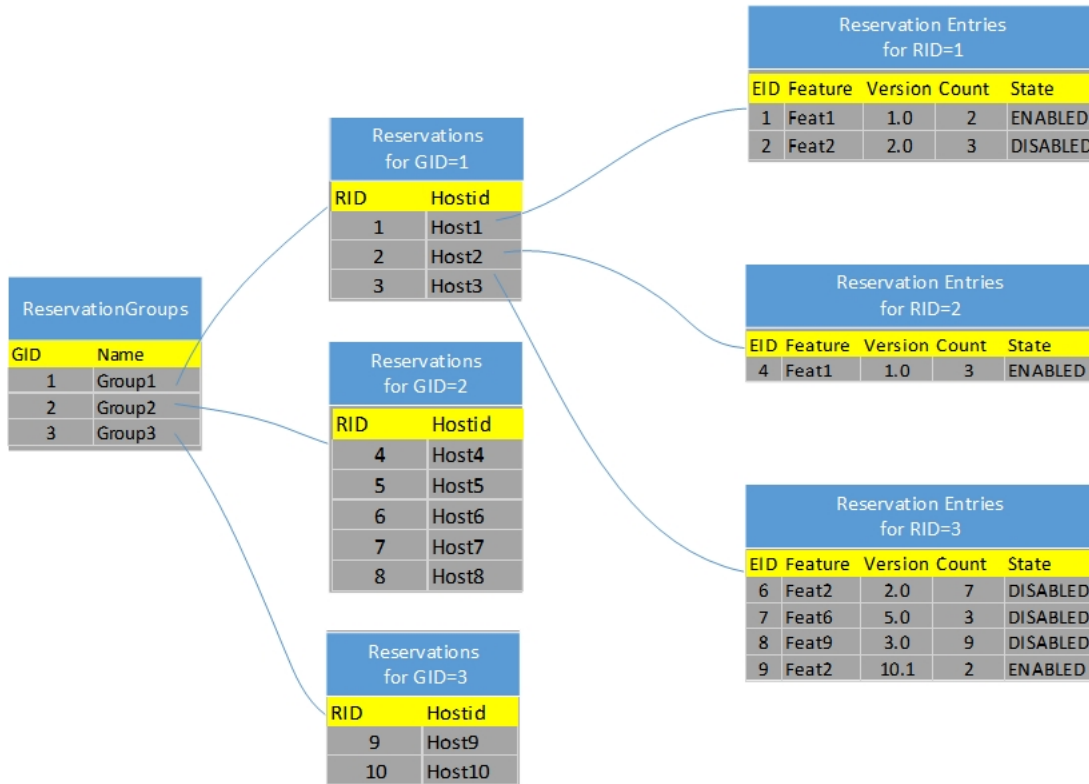 ReservationGroups
GID Name
1 Group1
2 Group2
3 Group3
Reservations
for GID=1
RID Hostid
1 Host1
2 Host2
3 Host3
Reservations
for GID=2
RID Hostid
4 Host4
5 Host5
6 Host6
7 Host7
8 Host8
Reservations
for GID=3
RID Hostid
9 Host9
10 Host10
Reservation Entries
for RID=1
EID Feature Version Count State
1 Feat1 1.0 2 ENABLED
2 Feat2 2.0 3 DISABLED
Reservation Entries
for RID=2
EID Feature Version Count State
4 Feat1 1.0 3 ENABLED
Reservation Entries
for RID=3
EID Feature Version Count State
6 Feat2 2.0 7 DISABLED
7 Feat6 5.0 3 DISABLED
8 Feat9 3.0 9 DISABLED
9 Feat2 10.1 2 ENABLED